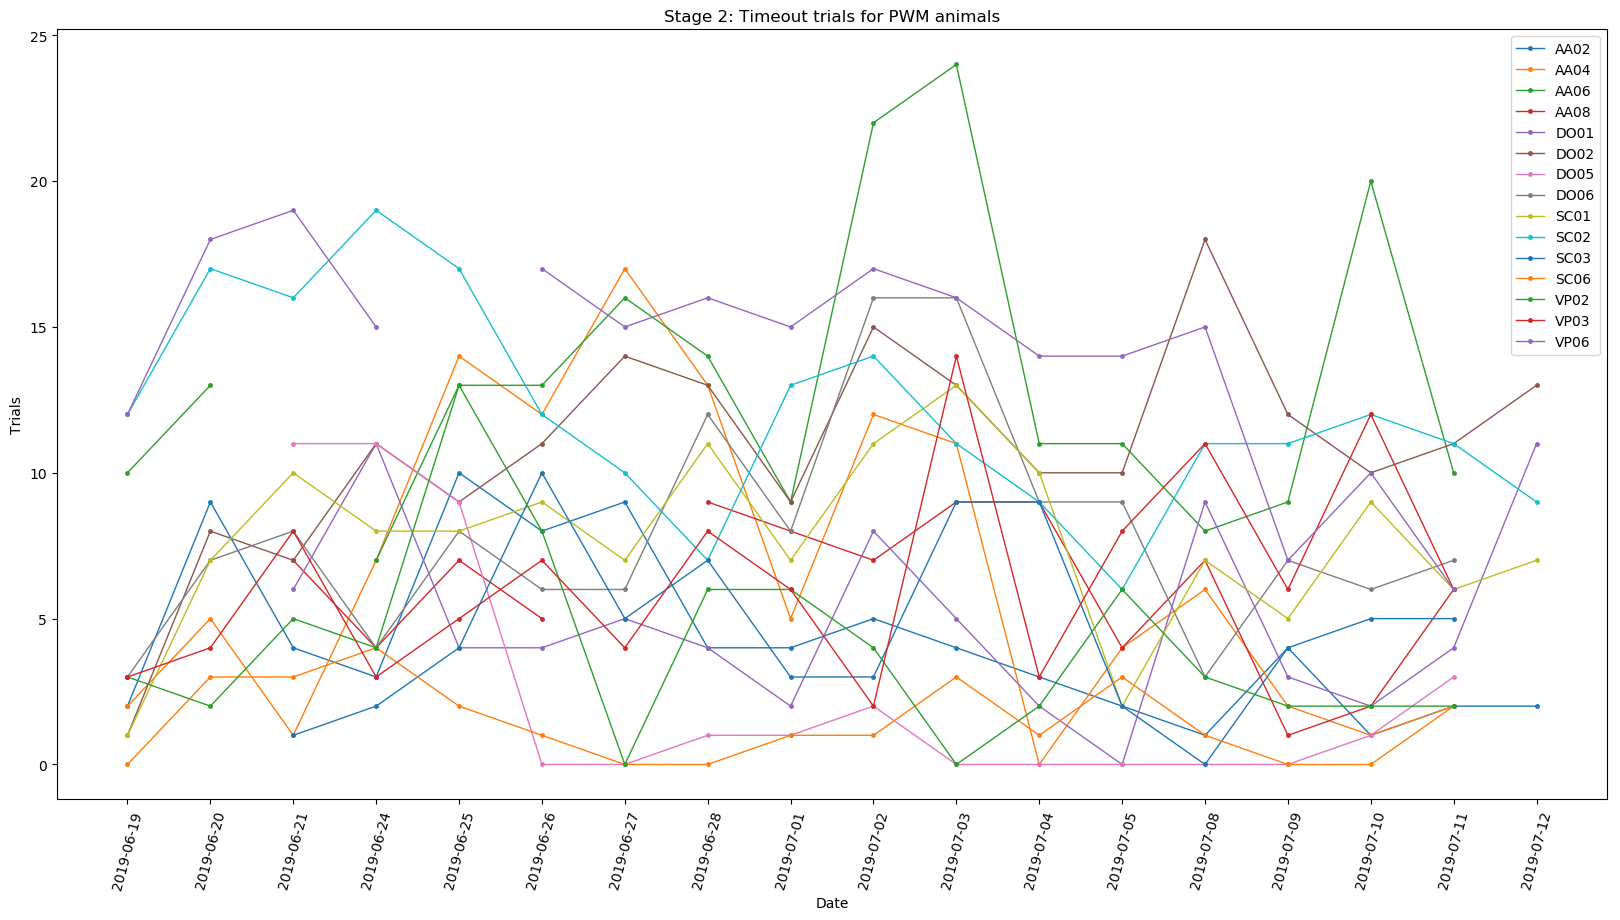 Stage 2: Timeout trials for PWM animals
25
20
15
10
5
0
Trials
AA02
AA04
AA06
AA08
DO01
DO02
DO05
DO06
SC01
SC02
SC03
SC06
VP02
VP03
VP06
2019-06-19
2019-06-20
2019-06-21
2019-06-24
2019-06-25
2019-06-26
2019-06-27
2019-06-28
2019-07-01
2019-07-02
2019-07-03
2019-07-04
2019-07-05
2019-07-08
2019-07-09
2019-07-10
2019-07-11
2019-07-12
Date